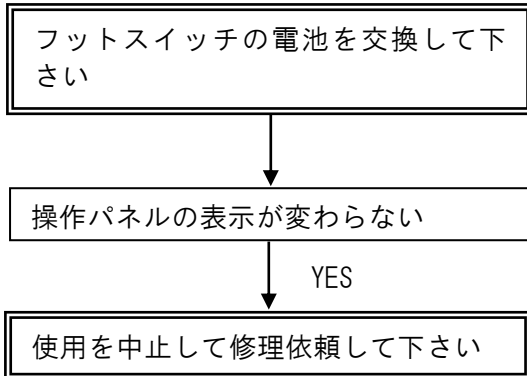 フットスイッチの電池を交換して下
さい
操作パネルの表示が変わらない
YES
使用を中止して修理依頼して下さい